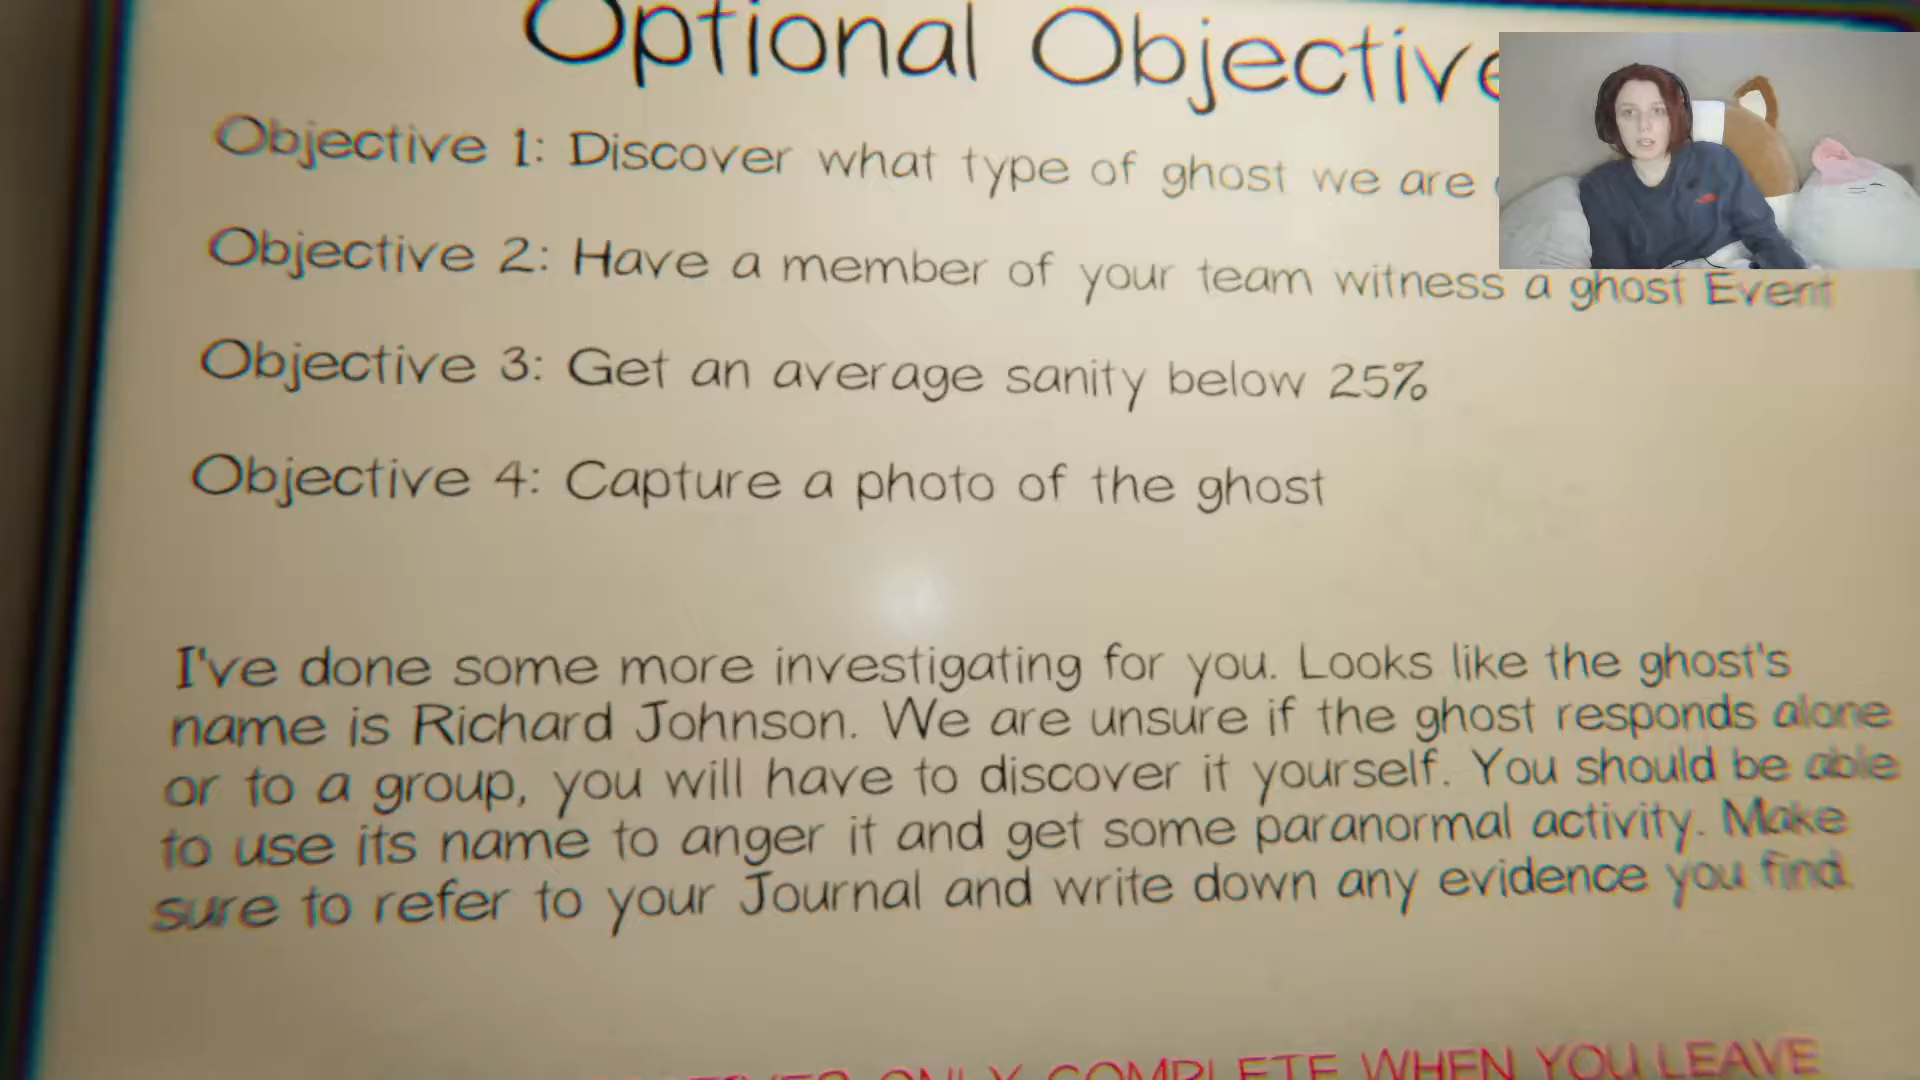 Optional Objective
Objective 1: Discover what type of ghost we are
Objective 2: Have a member of your team witness a ghost Event
Objective 3: Get an average sanity below 25%
Objective 4: Capture a photo of the ghost
I've done some more investigating for you. Looks like the ghost's
name is Richard Johnson. We are unsure if the ghost responds alone
or to a group, you will have to discover it yourself. You should be able
to use its name to anger it and get some paranormal activity. Make
sure to refer to your Journal and write down any evidence you find.
ONLY COMPLETE WHEN YOU LEAVE